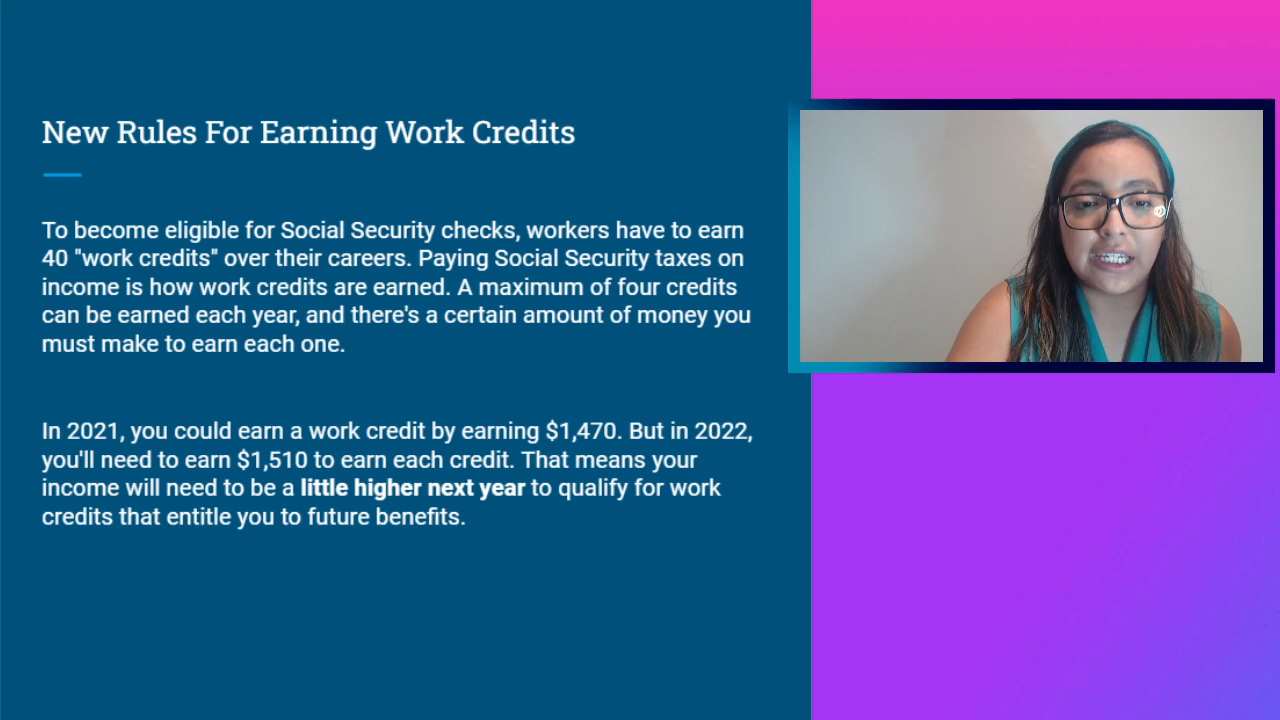 New Rules For Earning Work Credits
To become eligible for Social Security checks, workers have to earn
40 "work credits" over their careers. Paying Social Security taxes on
income is how work credits are earned. A maximum of four credits
can be earned each year, and there's a certain amount of money you
must make to earn each one.
In 2021, you could earn a work credit by earning $1,470. But in 2022,
you'll need to earn $1,510 to earn each credit. That means your
income will need to be a little higher next year to qualify for work
credits that entitle you to future benefits.